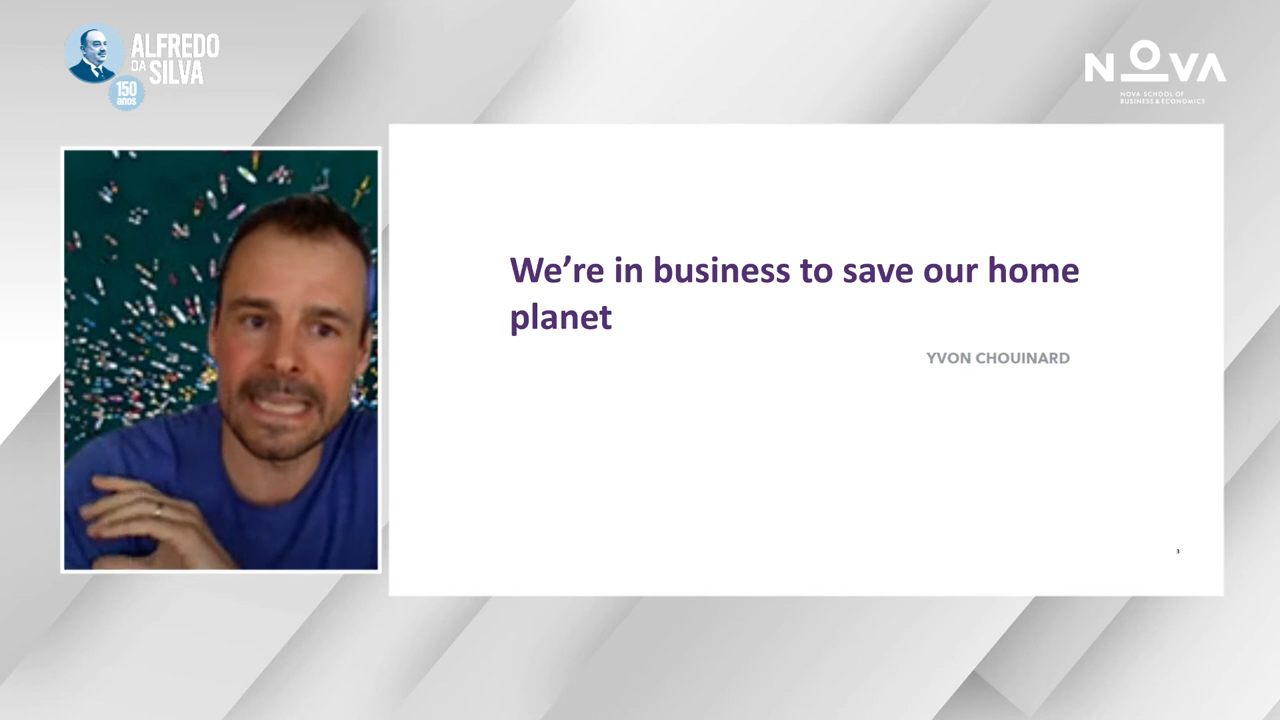 ALFREDO
DA SILVA
150
anos
NOVA
NOVA SCHOOL OF
BUSINESS & ECONOMICS
We’re in business to save our home
planet
YVON CHOUINARD
3